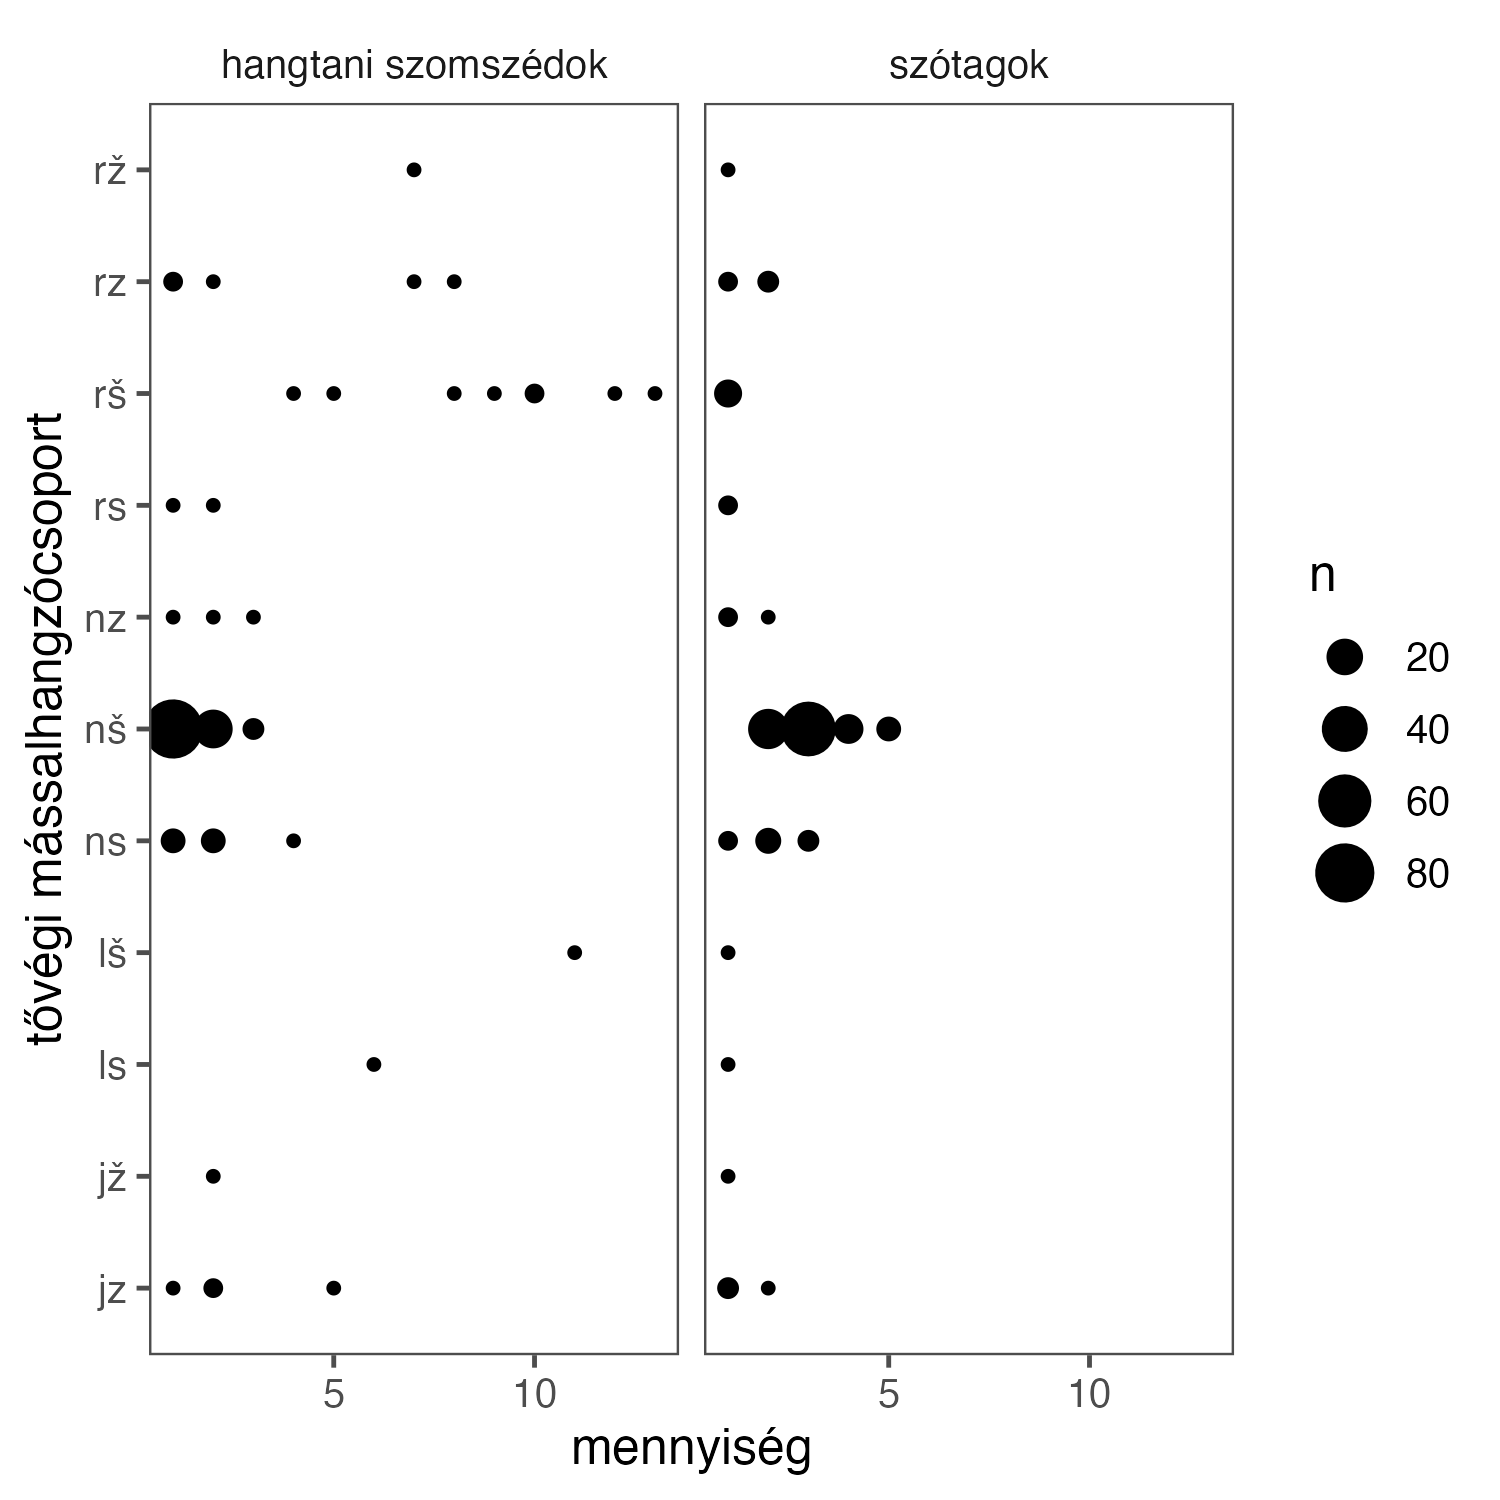 hangtani szomszédok
szótagok
tővégi mássalhangzócsoport
rž
rz
rš
rs
nz
nš
ns
lš
ls
jž
jz
5
10
5
10
mennyiség
n
20
40
60
80